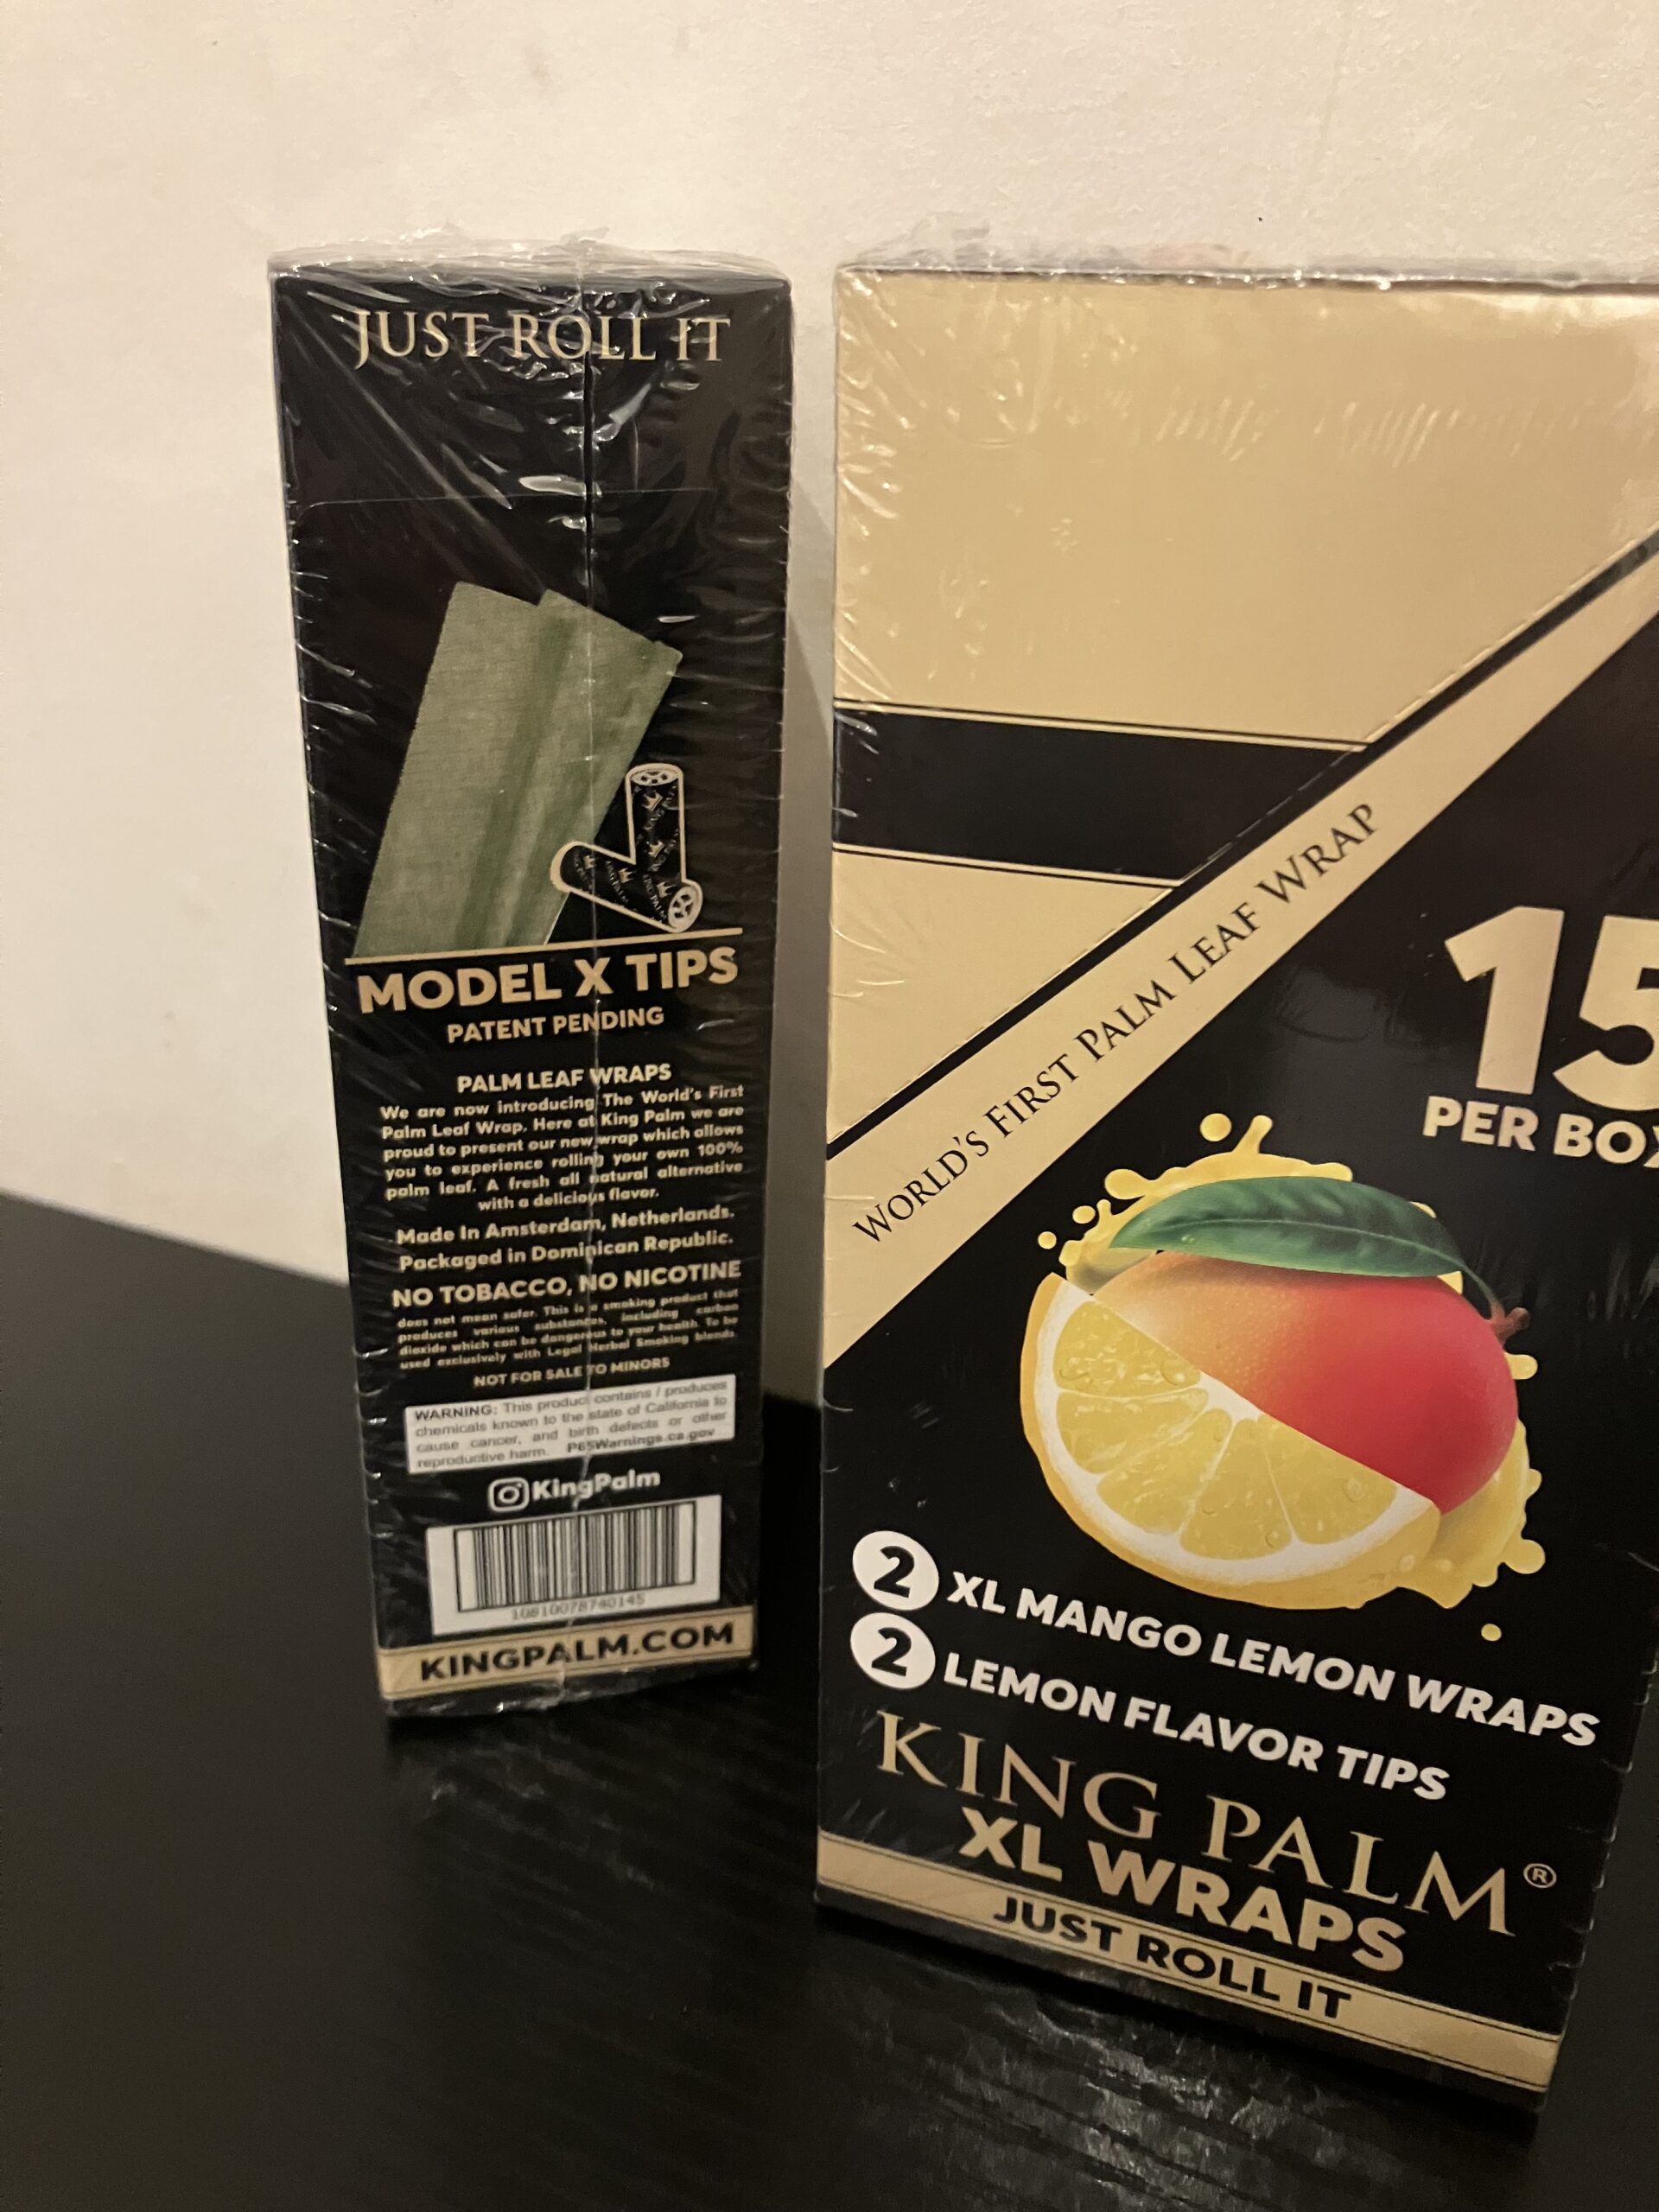 JUST ROLL IT
MODEL X TIPS
PATENT PENDING
PALM LEAF WRAPS
We are now introducing The World's First
Palm Leaf Wrap. Here at King Palm we are
proud to present our new wrap which allows
you to experience rolling your own 100%
palm leaf. A fresh all natural alternative
with a delicious flavor.
Made In Amsterdam, Netherlands.
Packaged in Dominican Republic.
NO TOBACCO, NO NICOTINE
does not mean safer. This is a smoking product that
produces various substances, including carbon
dioxide which can be dangerous to your health. To be
used exclusively with Legal Herbal Smoking blends.
NOT FOR SALE TO MINORS
WARNING: This product contains / produces
chemicals known to the state of California to
cause cancer, and birth defects or other
reproductive harm. P65Warnings.ca.gov
KingPalm
10810078740145
KINGPALM.COM
WORLD'S FIRST PALM LEAF WRAP
15
PER BOX
2 XL MANGO LEMON WRAPS
2 LEMON FLAVOR TIPS
KING PALM®
XL WRAPS
JUST ROLL IT